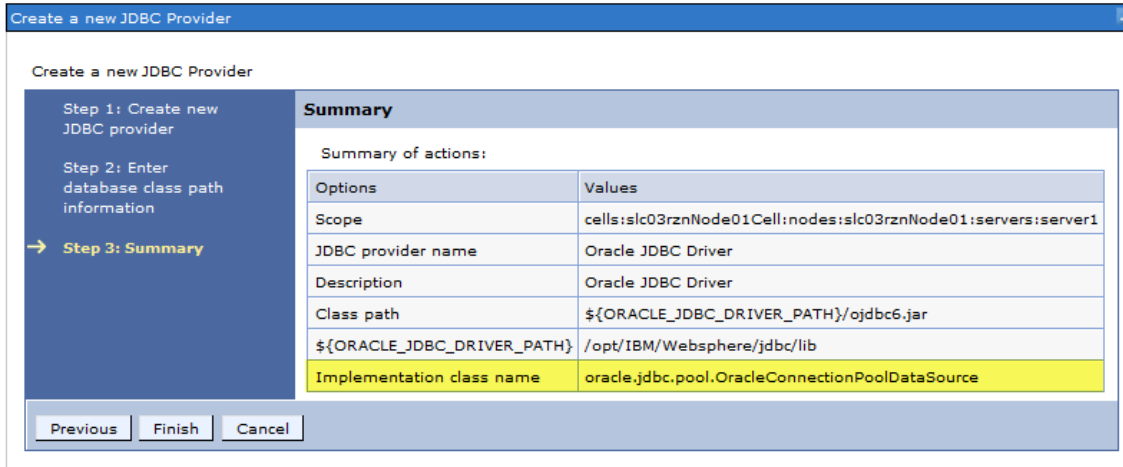 Create a new JDBC Provider
Create a new JDBC Provider
Step 1: Create new
JDBC provider
Step 2: Enter
database class path
information
Step 3: Summary
Summary
Summary of actions:
Options Values
Scope cells:slc03rznNode01Cell:nodes:slc03rznNode01:servers:server1
JDBC provider name Oracle JDBC Driver
Description Oracle JDBC Driver
Class path ${ORACLE_JDBC_DRIVER_PATH}/ojdbc6.jar
${ORACLE_JDBC_DRIVER_PATH} /opt/IBM/Websphere/jdbc/lib
Implementation class name oracle.jdbc.pool.OracleConnectionPoolDataSource
Previous Finish Cancel